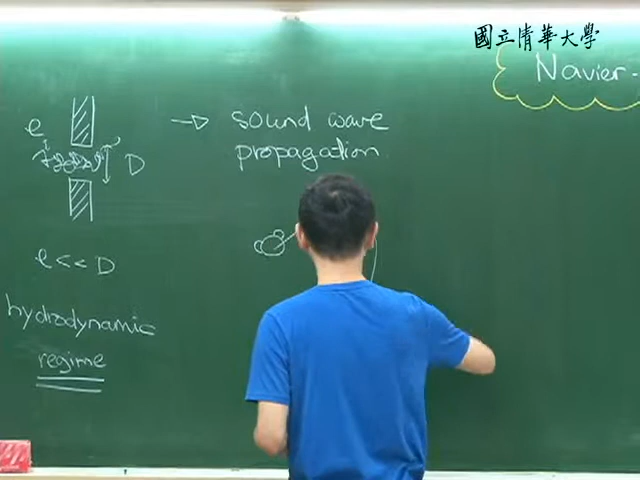 國立清華大學
Navier-
e
D
→ sound wave
propagation
e << D
hydrodynamic
regime